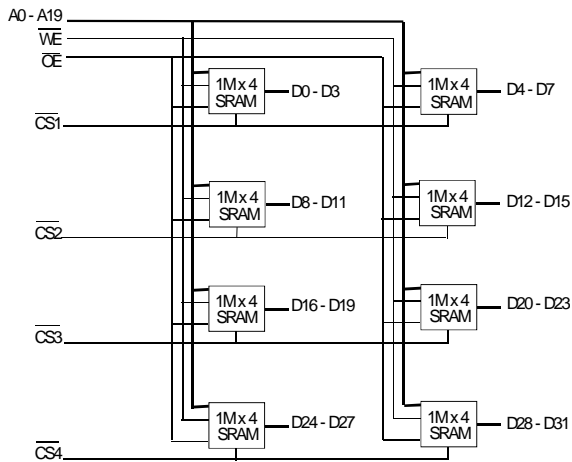 A0 - A19
WE
OE
1M x 4
SRAM
D0 - D3
1M x 4
SRAM
D4 - D7
CS1
1M x 4
SRAM
D8 - D11
1M x 4
SRAM
D12 - D15
CS2
1M x 4
SRAM
D16 - D19
1M x 4
SRAM
D20 - D23
CS3
1M x 4
SRAM
D24 - D27
1M x 4
SRAM
D28 - D31
CS4